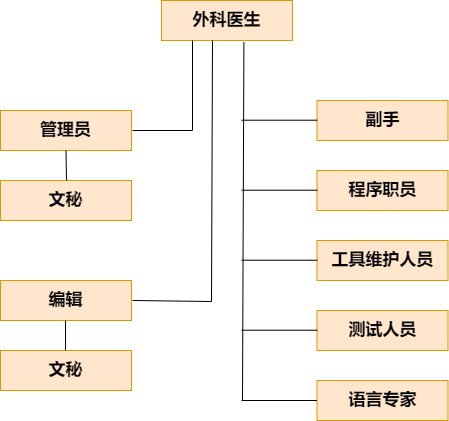 外科医生
管理员
文秘
编辑
文秘
副手
程序职员
工具维护人员
测试人员
语言专家